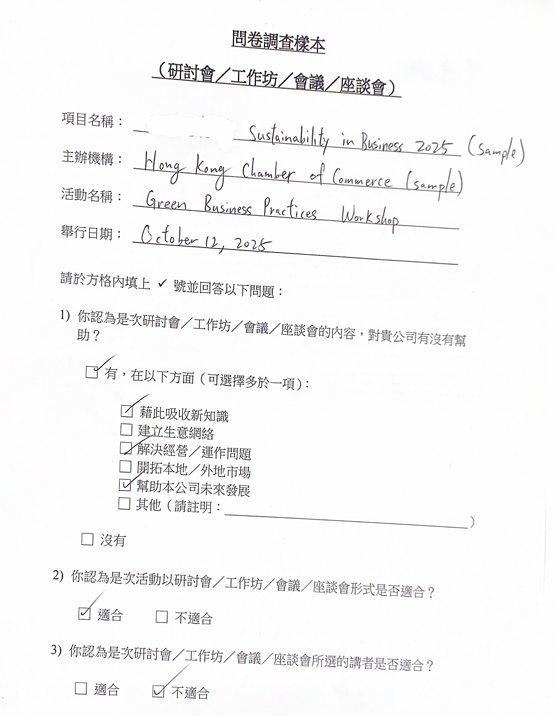 問卷調查樣本
（研討會／工作坊／會議／座談會）
項目名稱： Sustainability in Business 2025 (Sample)
主辦機構： Hong Kong Chamber of Commerce (sample)
活動名稱： Green Business Practices Workshop
舉行日期： October 12, 2025
請於方格內填上 ✓ 號並回答以下問題：
1) 你認為是次研討會／工作坊／會議／座談會的內容，對貴公司有沒有幫
助？
☑ 有，在以下方面（可選擇多於一項）：
☑ 藉此吸收新知識
☐ 建立生意網絡
☑ 解決經營／運作問題
☐ 開拓本地／外地市場
☑ 幫助本公司未來發展
☐ 其他（請註明：＿＿＿＿＿＿＿＿＿＿＿＿）
☐ 沒有
2) 你認為是次活動以研討會／工作坊／會議／座談會形式是否適合？
☑ 適合 ☐ 不適合
3) 你認為是次研討會／工作坊／會議／座談會所選的講者是否適合？
☐ 適合 ☑ 不適合